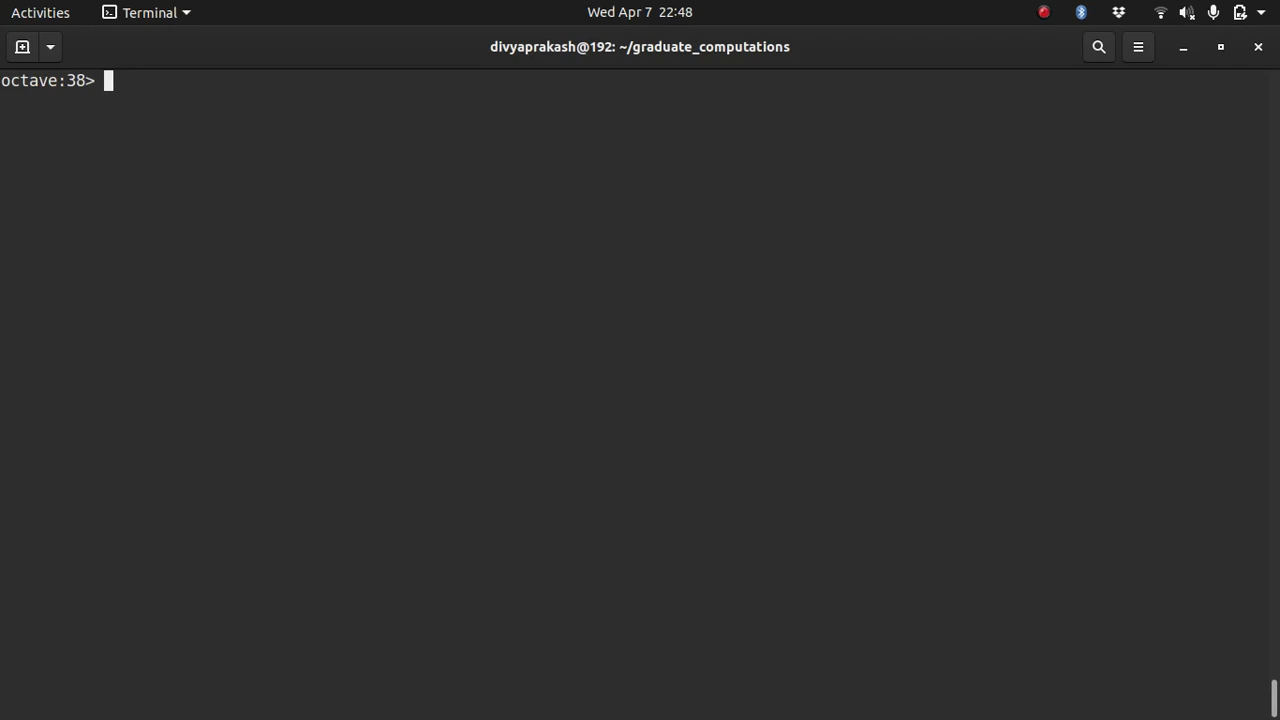 Activities Terminal Wed Apr 7 22:48
divyaprakash@192: ~/graduate_computations
octave:38>